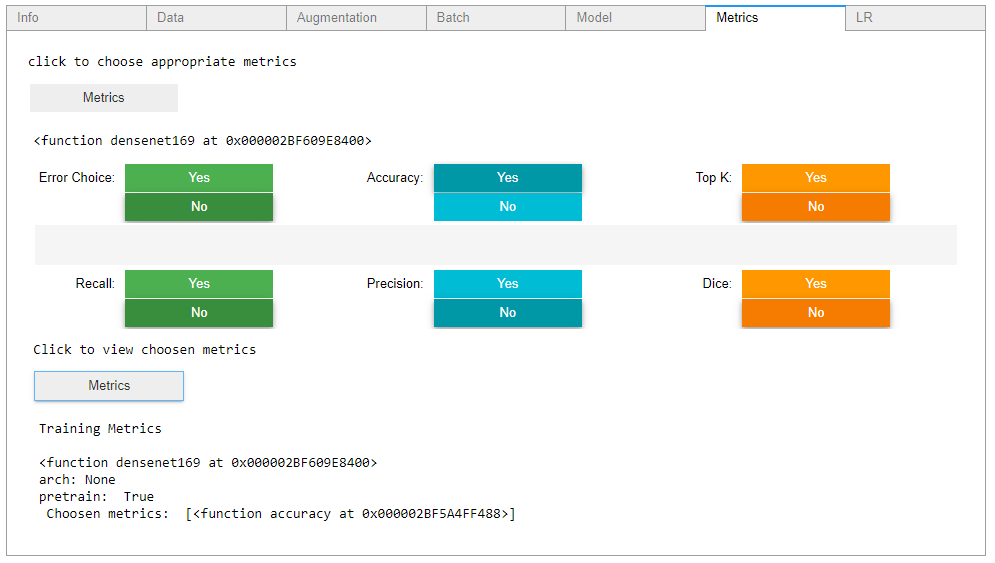 Info Data Augmentation Batch Model Metrics LR
click to choose appropriate metrics
Metrics
<function densenet169 at 0x000002BF609E8400>
Error Choice: Yes Accuracy: Yes Top K: Yes
No No No
Recall: Yes Precision: Yes Dice: Yes
No No No
Click to view choosen metrics
Metrics
Training Metrics
<function densenet169 at 0x000002BF609E8400>
arch: None
pretrain: True
Choosen metrics: [<function accuracy at 0x000002BF5A4FF488>]